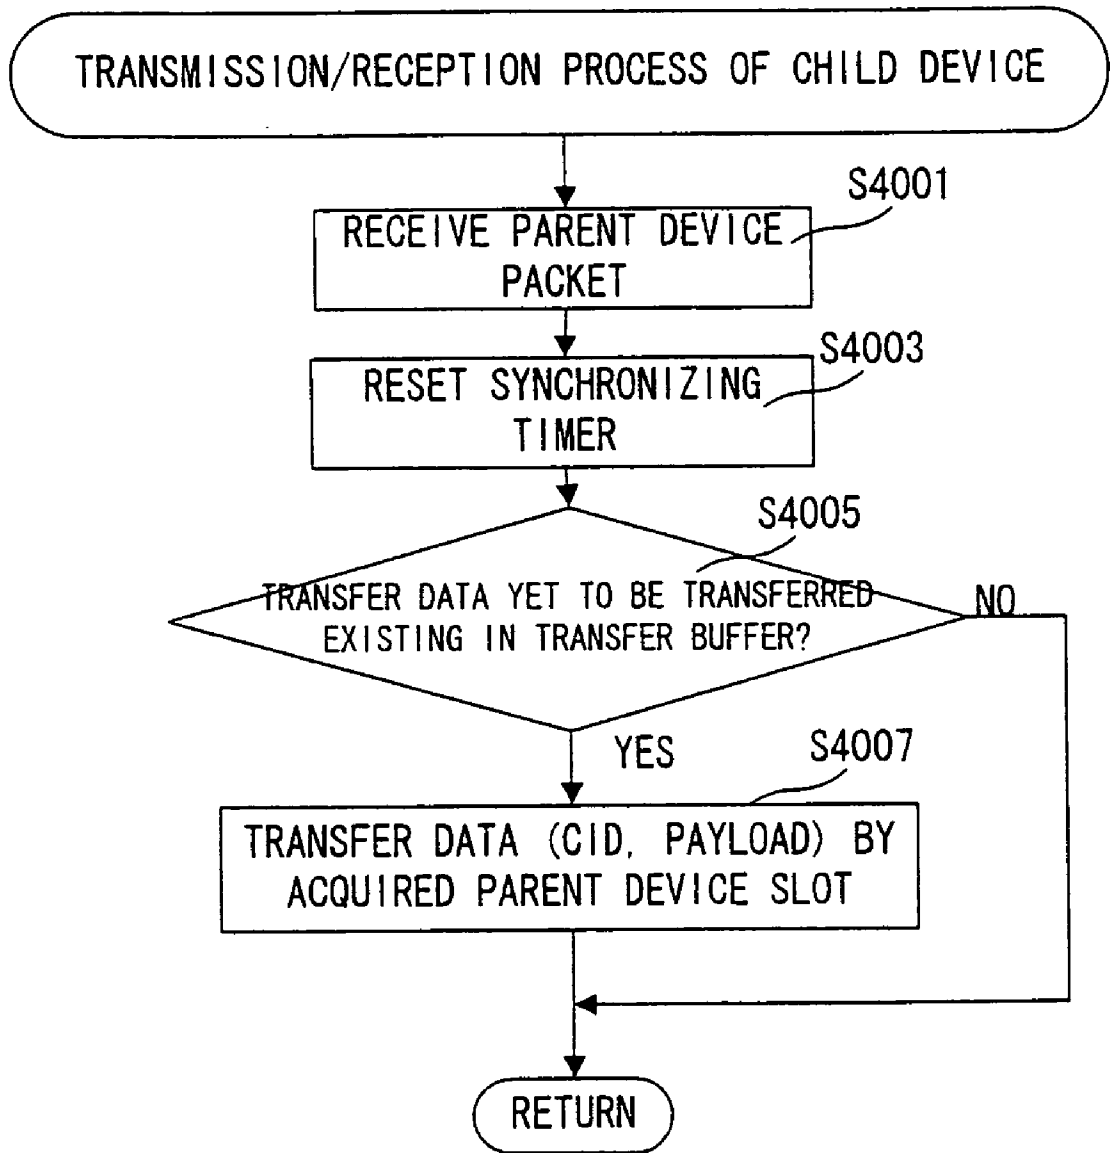 TRANSMISSION/RECEPTION PROCESS OF CHILD DEVICE
S4001
RECEIVE PARENT DEVICE
PACKET
S4003
RESET SYNCHRONIZING
TIMER
S4005
TRANSFER DATA YET TO BE TRANSFERRED
EXISTING IN TRANSFER BUFFER?
NO
YES
S4007
TRANSFER DATA (CID, PAYLOAD) BY
ACQUIRED PARENT DEVICE SLOT
RETURN